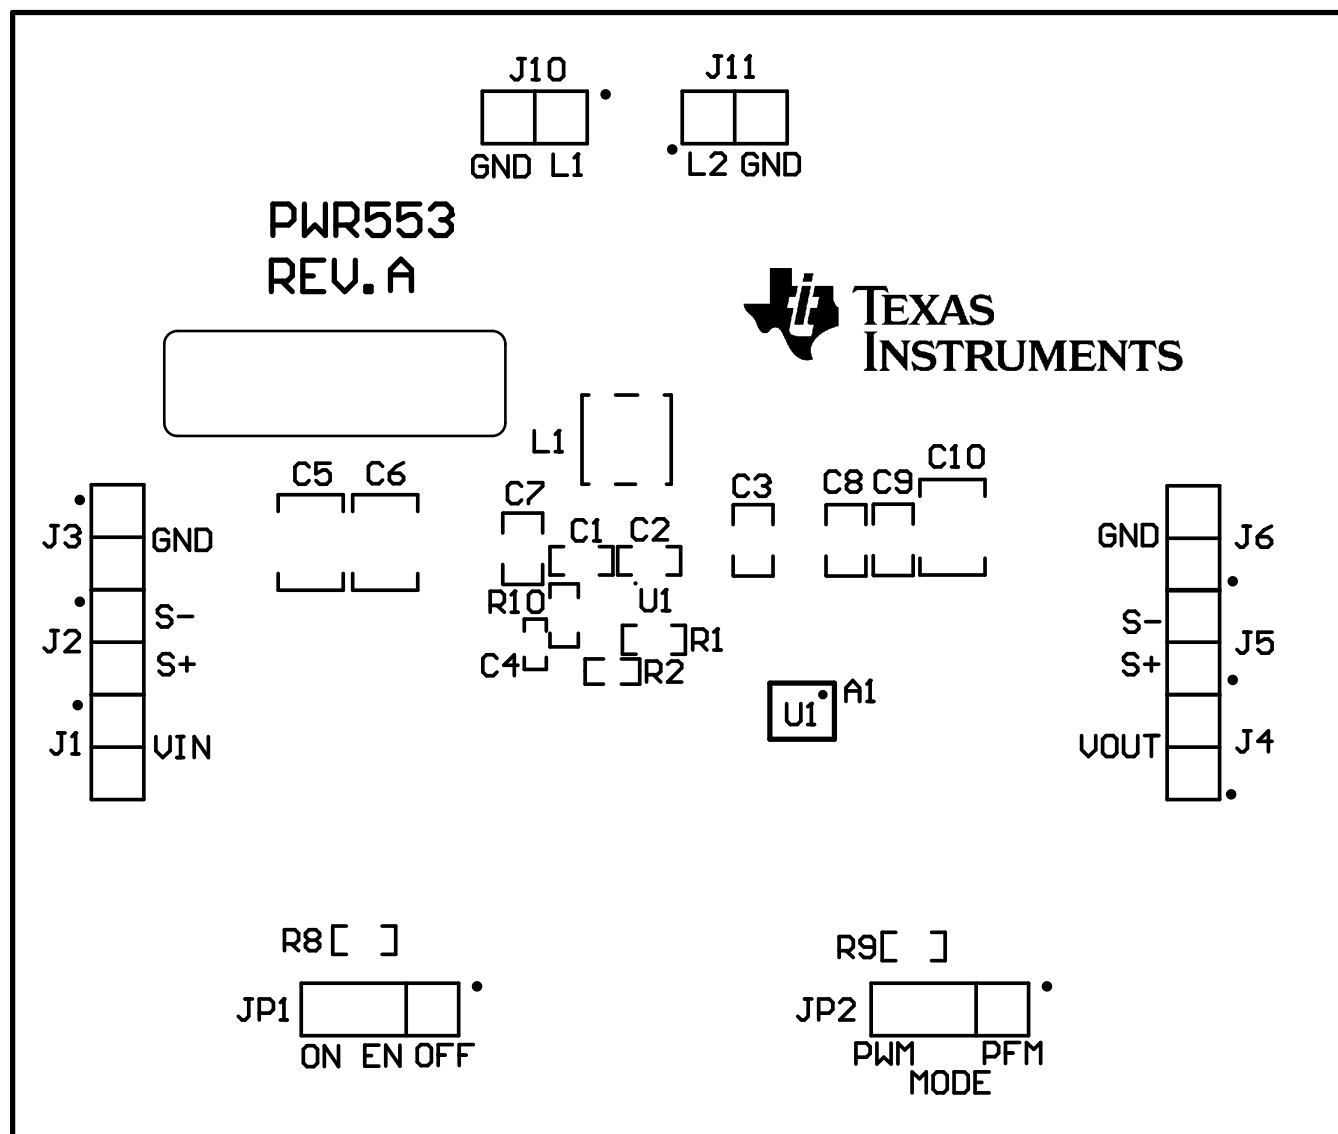 J10 J11
GND L1 L2 GND
PWR553
REV.A
TEXAS
INSTRUMENTS
L1
C5 C6 C7 C3 C8 C9 C10
C1 C2
J3 GND GND J6
R10 U1
S- S-
J2 J5
S+ S+
C4 R2 R1
U1 A1
J1 VIN VOUT J4
R8 R9
JP1 JP2
ON EN OFF PWM PFM
MODE